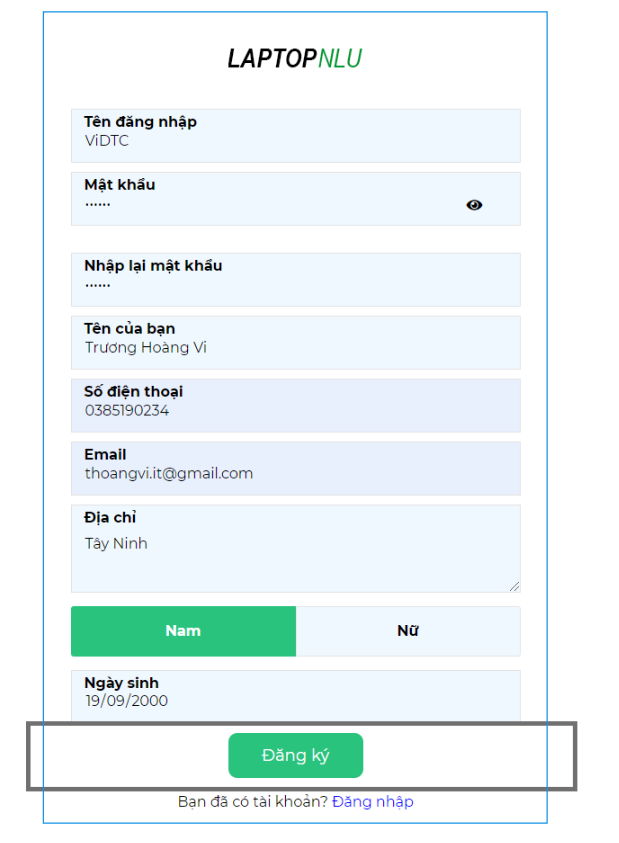 LAPTOPNLU
Tên đăng nhập
ViDTC
Mật khẩu
......
Nhập lại mật khẩu
......
Tên của bạn
Trương Hoàng Vi
Số điện thoại
0385190234
Email
thoangvi.it@gmail.com
Địa chỉ
Tây Ninh
Nam Nữ
Ngày sinh
19/09/2000
Đăng ký
Bạn đã có tài khoản? Đăng nhập